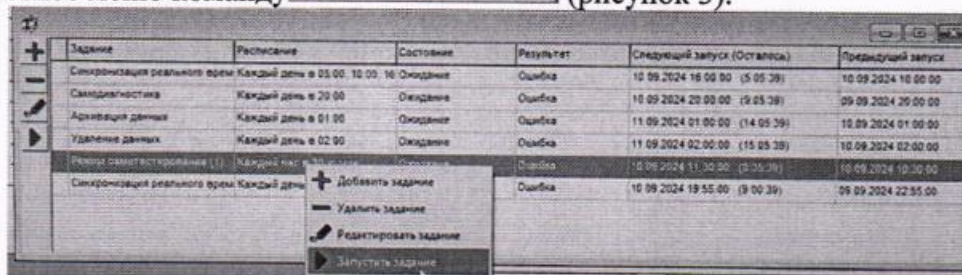 (рисунок 3).
Задание Расписание Состояние Результат Следующий запуск (Осталось) Предыдущий запуск
Синхронизация реального врем Каждый день в 05:00, 10:00, 16 Ожидание Ошибка 10.09.2024 16:00:00 (5:05:39) 10.09.2024 10:00:00
Самодиагностика Каждый день в 20:00 Ожидание Ошибка 10.09.2024 20:00:00 (9:05:39) 09.09.2024 20:00:00
Архивация данных Каждый день в 01:00 Ожидание Ошибка 11.09.2024 01:00:00 (14:05:39) 10.09.2024 01:00:00
Удаление данных Каждый день в 02:00 Ожидание Ошибка 11.09.2024 02:00:00 (15:05:39) 10.09.2024 02:00:00
Режим самотестирования (1) Каждый час в Ожидание Ошибка 10.09.2024 11:30:00 10.09.2024 10:30:00
Синхронизация реального врем Каждый день Ошибка 10.09.2024 19:55:00 (9:00:39) 09.09.2024 22:55:00
Добавить задание
Удалить задание
Редактировать задание
Запустить задание